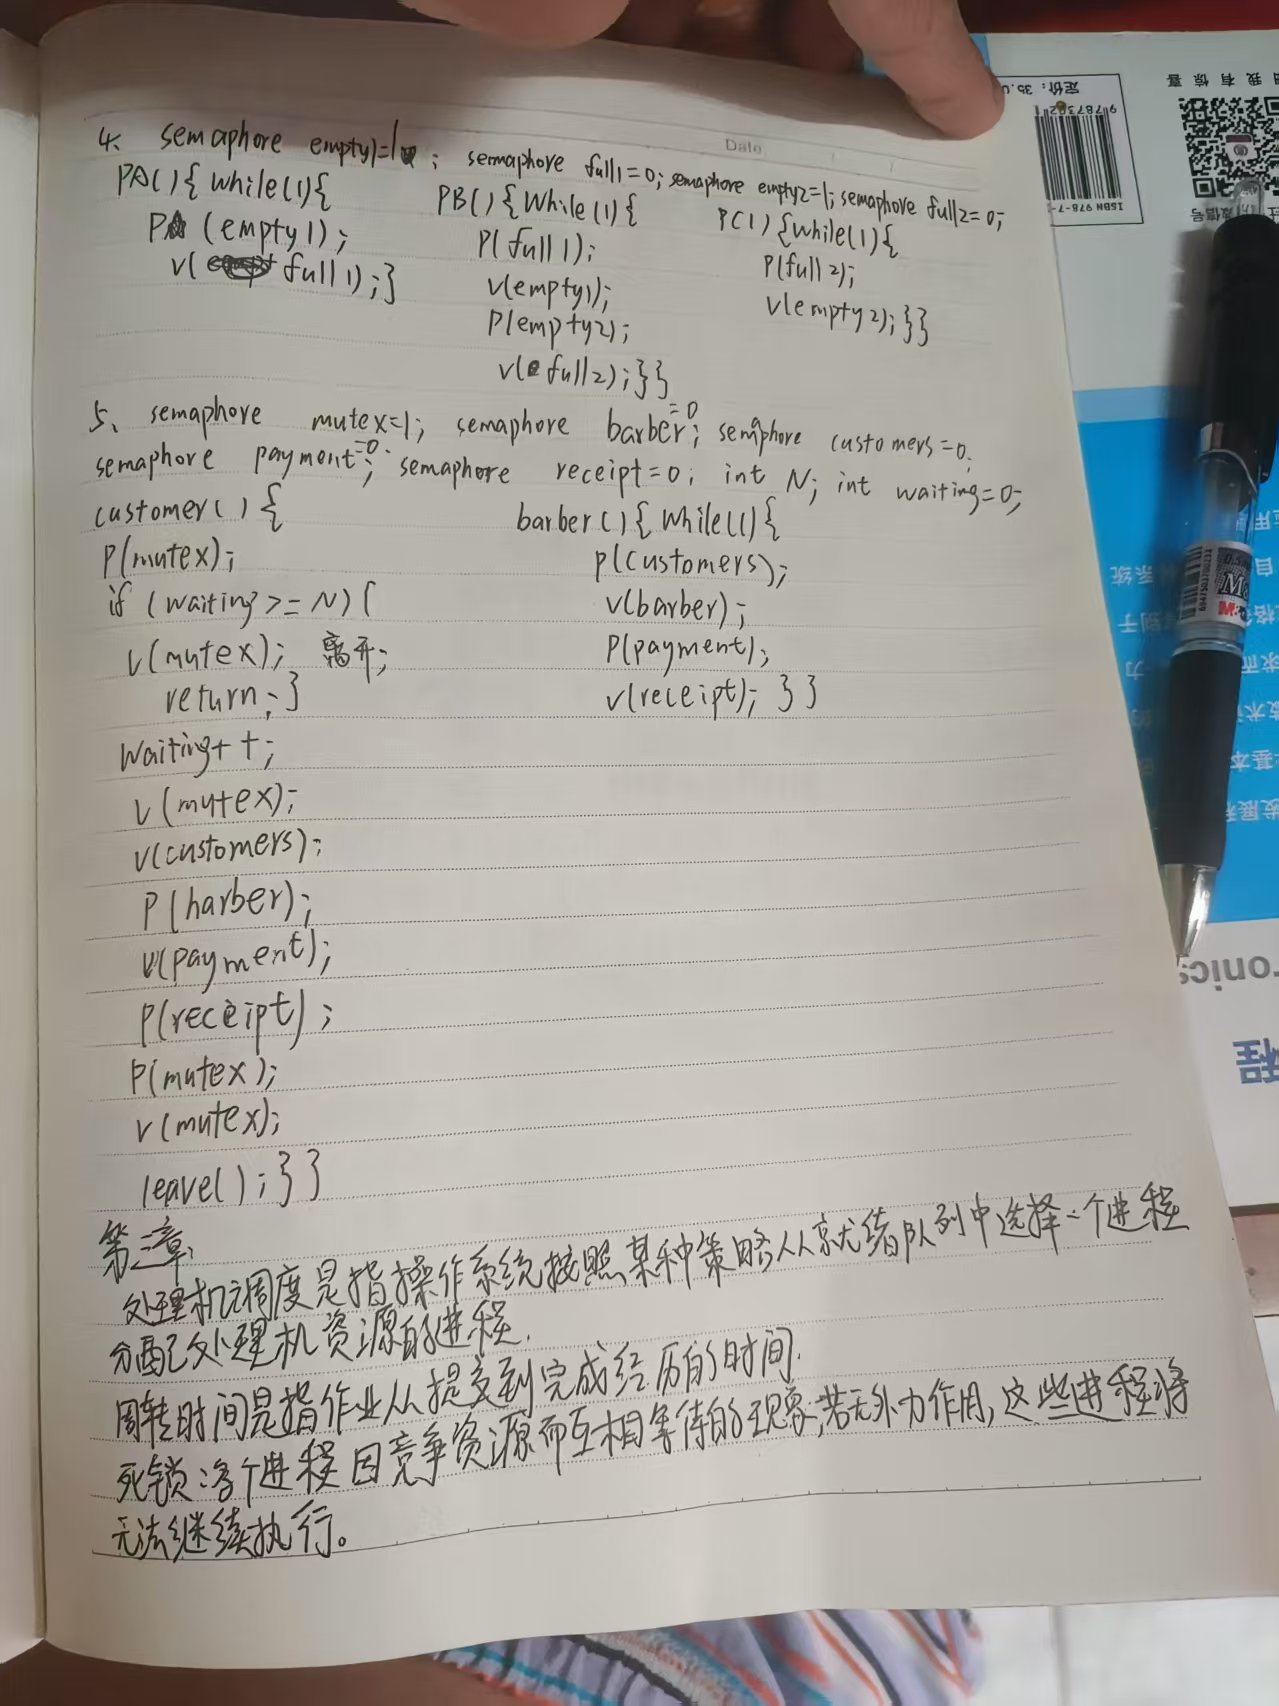 Date
4、 semaphore empty1=1 ; semaphore full1=0; semaphore empty2=1; semaphore full2=0;
PA(){ while(1){
P (empty1);
v( full1);}
PB(){ While(1){
P(full1);
v(empty1);
P(empty2);
v( full2);}}
PC(){while(1){
P(full2);
v(empty2);}}
5、 semaphore mutex=1; semaphore barber=0; semaphore customers=0;
semaphore payment=0; semaphore receipt=0; int N; int waiting=0;
customer(){
P(mutex);
if (waiting>=N){
v(mutex); 离开;
return;}
Waiting++;
v(mutex);
v(customers);
P(barber);
v(payment);
P(receipt);
P(mutex);
v(mutex);
leave();}}
barber(){ While(1){
P(customers);
v(barber);
P(payment);
v(receipt); }}
第三章、
处理机调度是指操作系统按照某种策略从就绪队列中选择一个进程
分配处理机资源的进程.
周转时间是指作业从提交到完成经历的时间.
死锁:各个进程因竞争资源而互相等待的现象,若无外力作用,这些进程将
无法继续执行。
定价: 35.0
ISBN 978-7-
9 787302
M&
onics
程